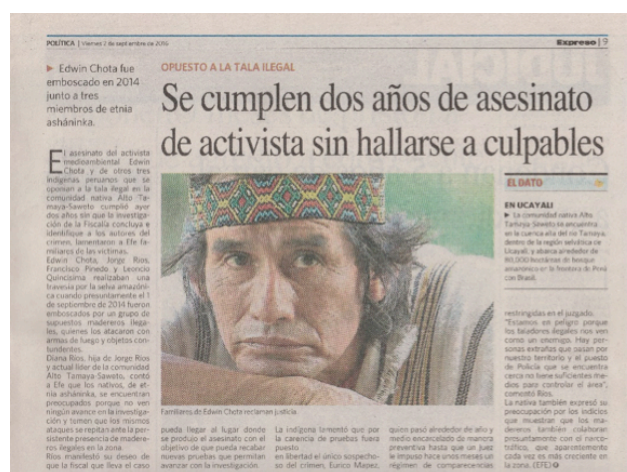 POLÍTICA | Viernes 2 de septiembre de 2016
Expreso | 9
► Edwin Chota fue
emboscado en 2014
junto a tres
miembros de etnia
asháninka.
OPUESTO A LA TALA ILEGAL
Se cumplen dos años de asesinato
de activista sin hallarse a culpables
El asesinato del activista
medioambiental Edwin
Chota y de otros tres
indígenas peruanos que se
oponían a la tala ilegal en la
comunidad nativa Alto Ta-
maya-Saweto cumplió ayer
dos años sin que la investiga-
ción de la Fiscalía concluya e
identifique a los autores del
crimen, lamentaron a Efe fa-
miliares de las víctimas.
Edwin Chota, Jorge Ríos,
Francisco Pinedo y Leoncio
Quincisima realizaban una
travesía por la selva amazóni-
ca cuando presuntamente el 1
de septiembre de 2014 fueron
emboscados por un grupo de
supuestos madereros ilega-
les, quienes los atacaron con
armas de fuego y objetos con-
tundentes.
Diana Ríos, hija de Jorge Ríos
y actual líder de la comunidad
Alto Tamaya-Saweto, contó
a Efe que los nativos, de et-
nia asháninka, se encuentran
preocupados porque no ven
ningún avance en la investiga-
ción y temen que los mismos
ataques se repitan ante la per-
sistente presencia de madere-
ros ilegales en la zona.
Ríos manifestó su deseo de
que la fiscal que lleva el caso
Familiares de Edwin Chota reclaman justicia.
pueda llegar al lugar donde
se produjo el asesinato con el
objetivo de que pueda recabar
nuevas pruebas que permitan
avanzar con la investigación.
La indígena lamentó que por
la carencia de pruebas fuera
puesto
en libertad el único sospecho-
so del crimen, Eurico Mapez,
quien pasó alrededor de año y
medio encarcelado de manera
preventiva hasta que un juez
le impuso hace unos meses un
régimen de comparecencias
EL DATO
EN UCAYALI
► La comunidad nativa Alto
Tamaya-Saweto se encuentra
en la cuenca alta del río Tamaya,
dentro de la región selvática de
Ucayali, y abarca alrededor de
80,000 hectáreas de bosque
amazónico en la frontera de Perú
con Brasil.
restringidas en el juzgado.
"Estamos en peligro porque
los taladores ilegales nos ven
como un enemigo. Hay per-
sonas extrañas que pasan por
nuestro territorio y el puesto
de Policía que se encuentra
cerca no tiene suficientes me-
dios para controlar el área",
comentó Ríos.
La nativa también expresó su
preocupación por los indicios
que muestran que los ma-
dereros también colaboran
presuntamente con el narco-
tráfico, que aparentemente
cada vez es más creciente en
la zona. (EFE)